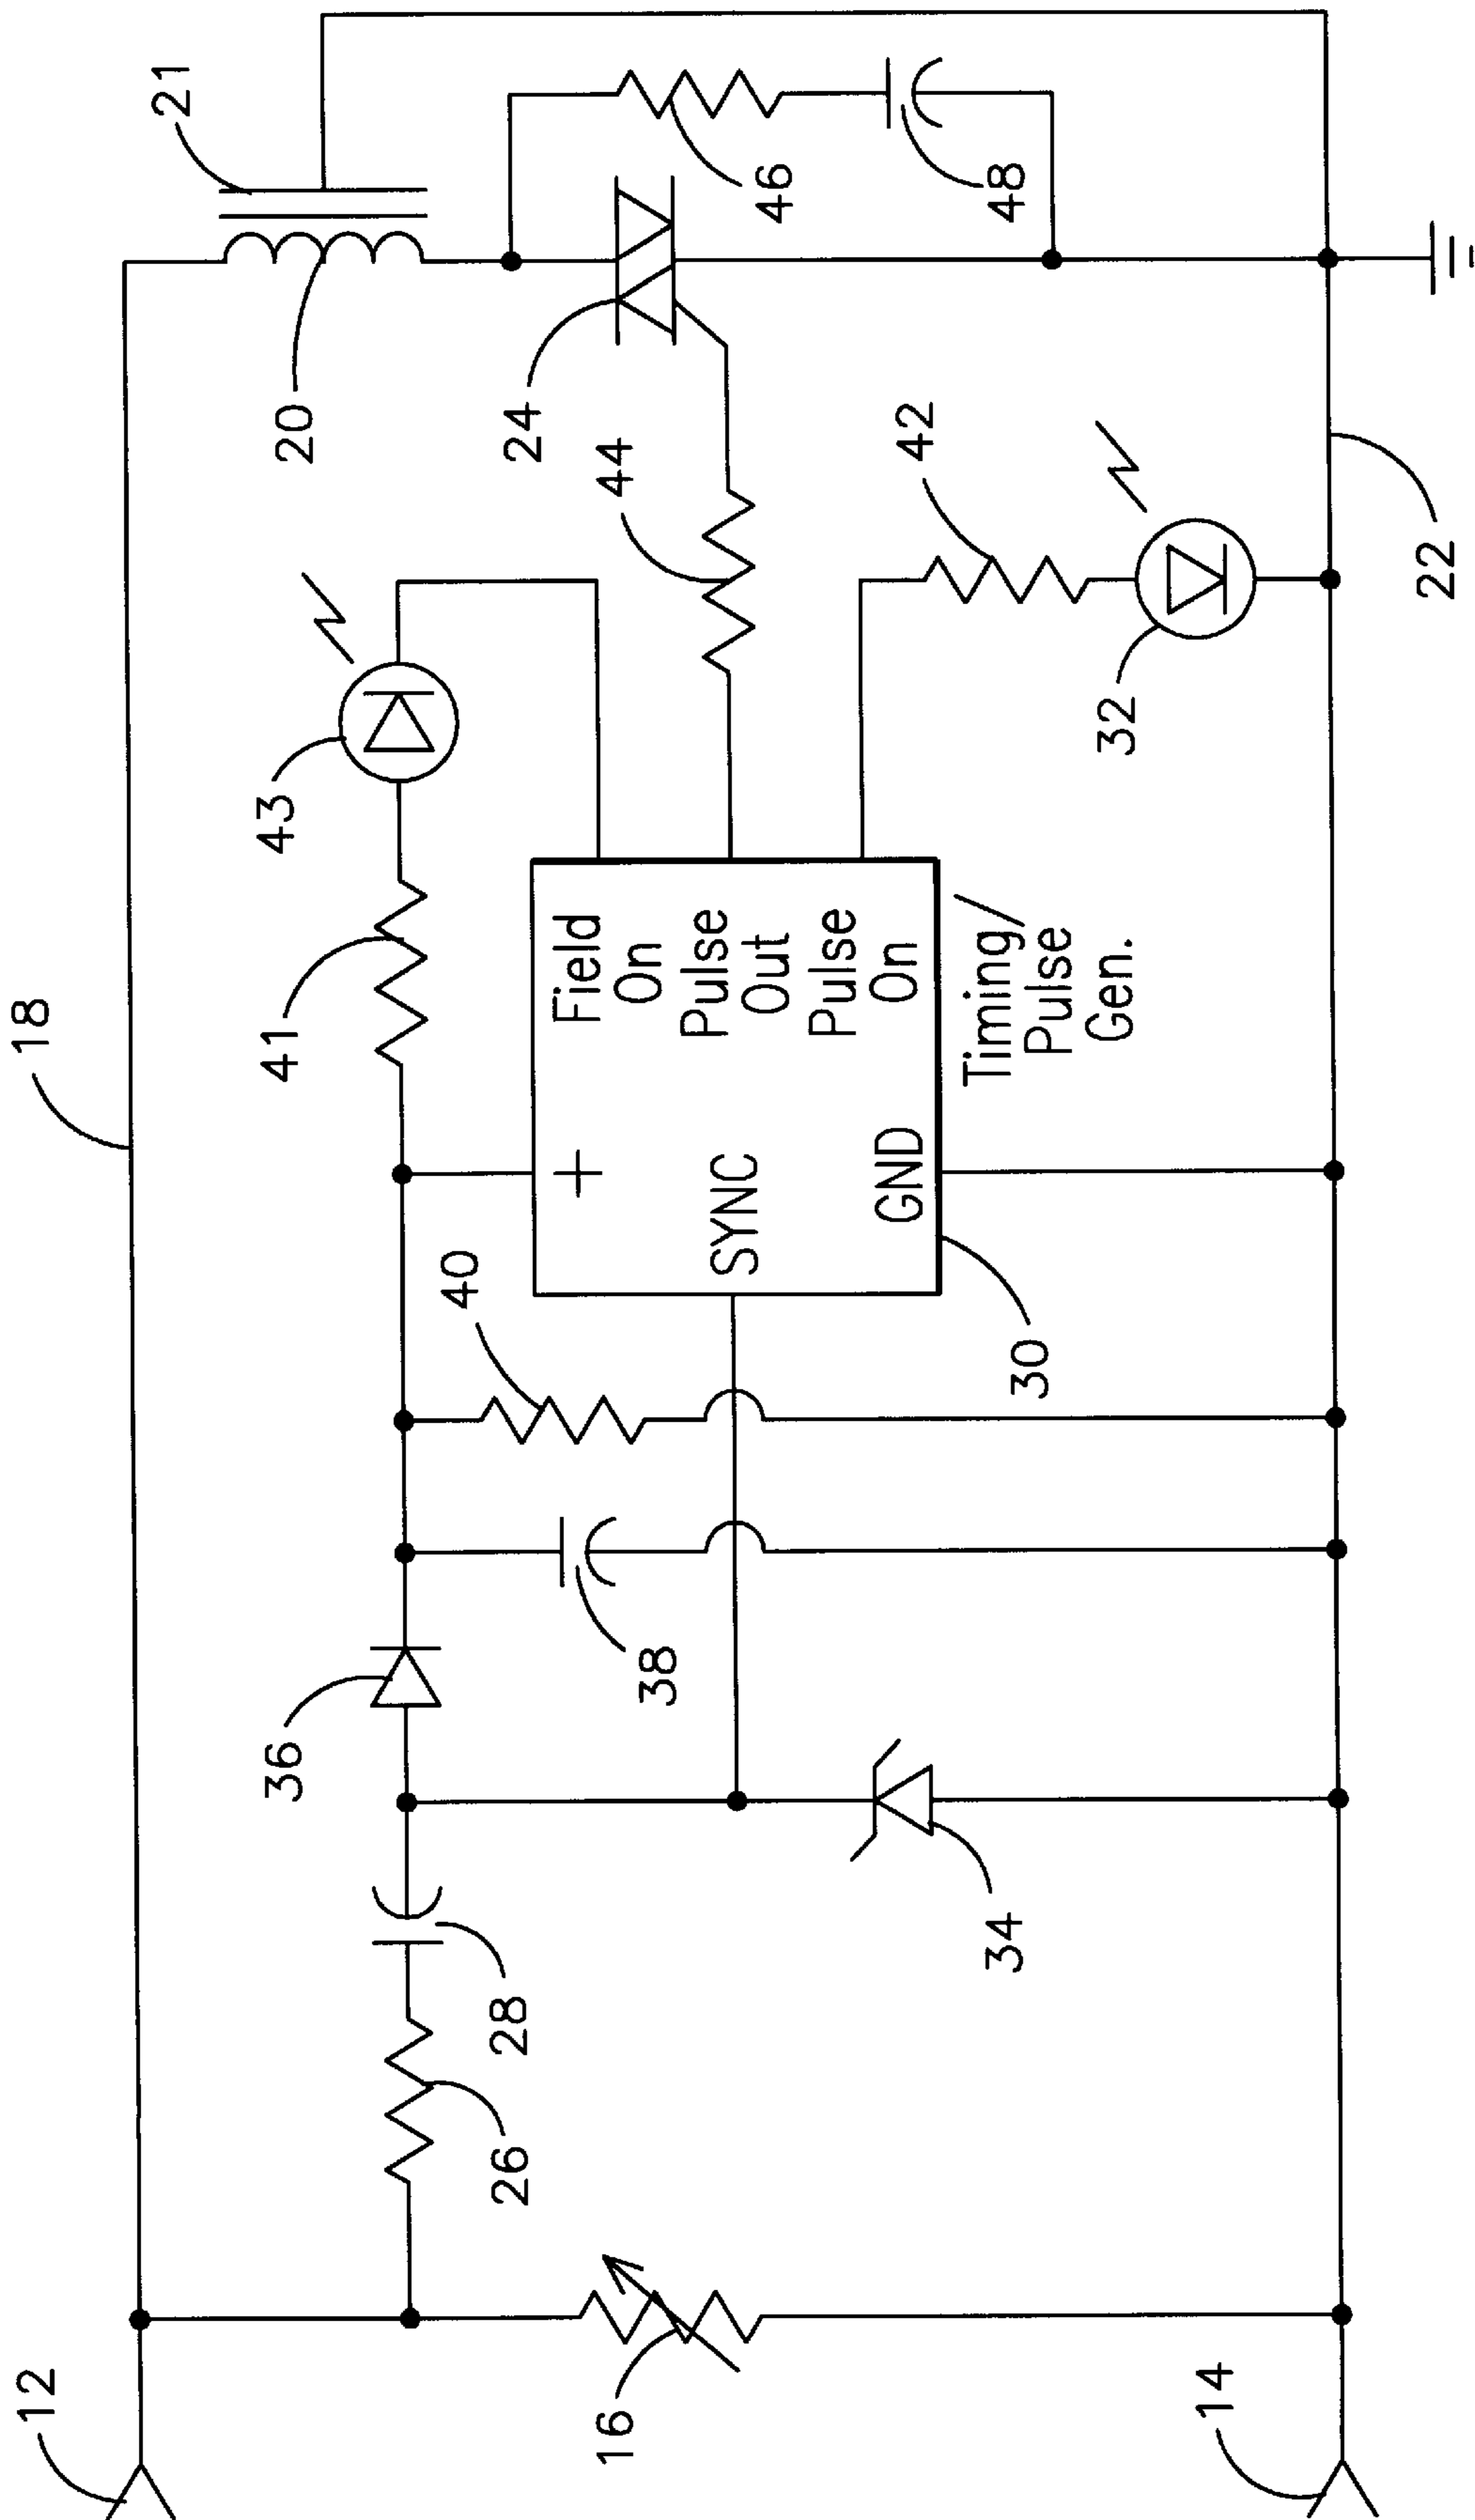 12
18
21
16
26
28
36
38
40
41
43
20
24
44
46
48
42
+
SYNC
GND
Field
On
Pulse
Out
Pulse
On
Timing/
Pulse
Gen.
30
34
32
22
14